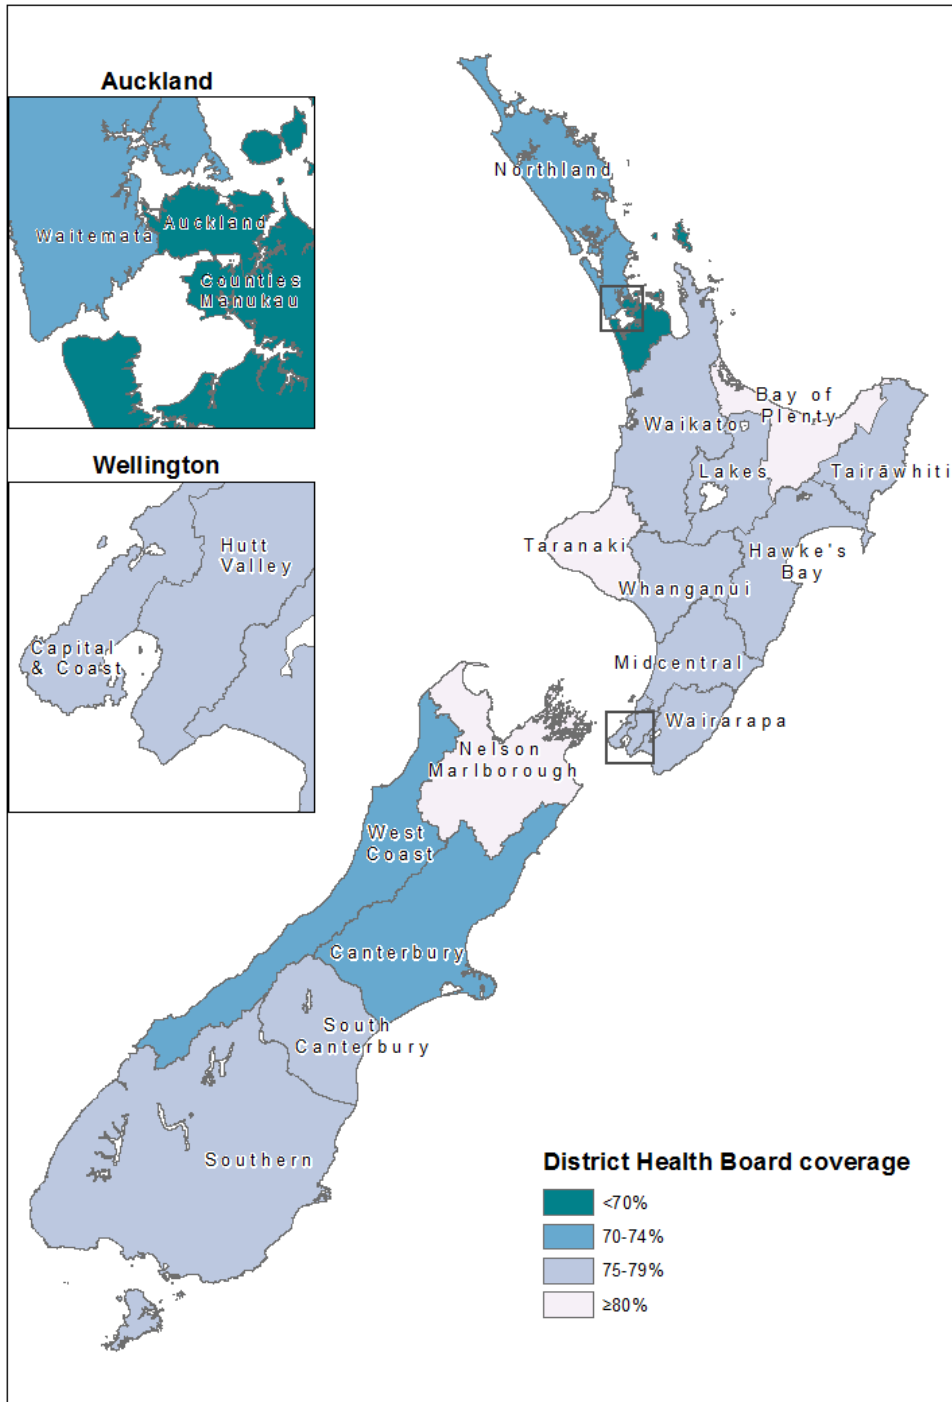 Auckland
Waitemata
Auckland
Counties
Manukau
Wellington
Hutt
Valley
Capital
& Coast
Northland
Bay of
Plenty
Waikato
Lakes
Tairāwhiti
Taranaki
Hawke's
Bay
Whanganui
Midcentral
Wairarapa
Nelson
Marlborough
West
Coast
Canterbury
South
Canterbury
Southern
District Health Board coverage
<70%
70-74%
75-79%
≥80%